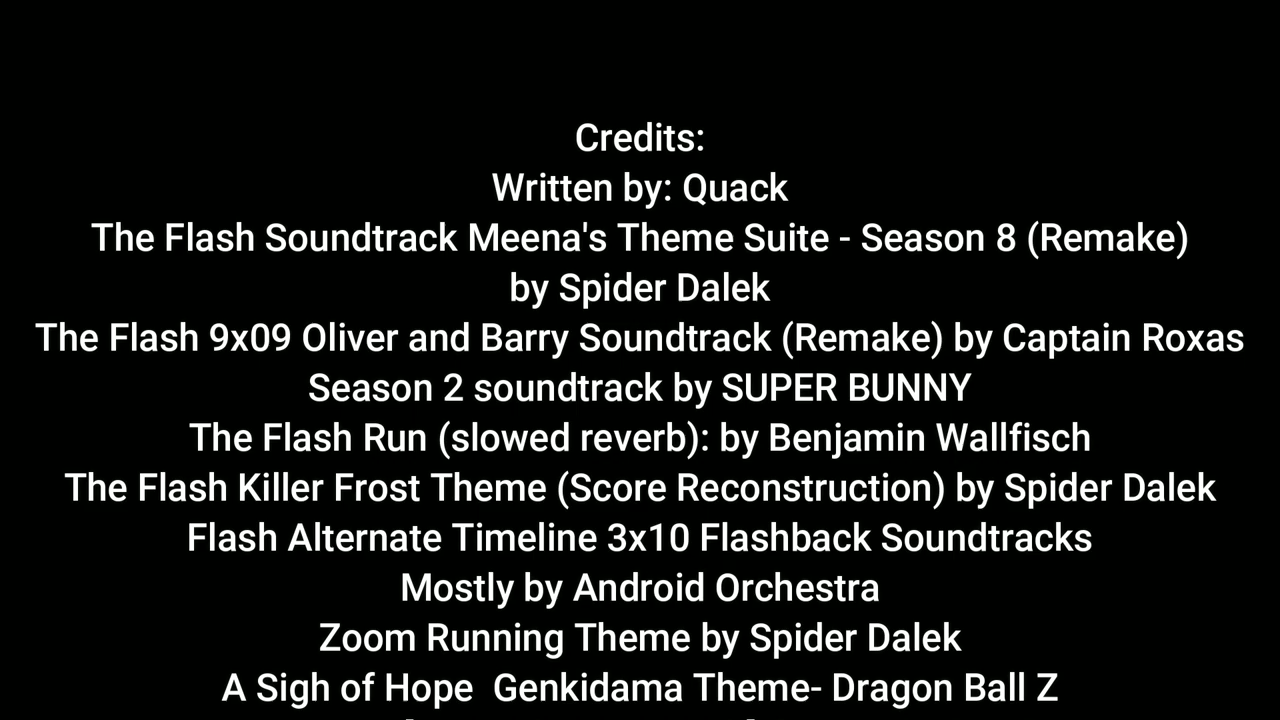 Credits:
Written by: Quack
The Flash Soundtrack Meena's Theme Suite - Season 8 (Remake)
by Spider Dalek
The Flash 9x09 Oliver and Barry Soundtrack (Remake) by Captain Roxas
Season 2 soundtrack by SUPER BUNNY
The Flash Run (slowed reverb): by Benjamin Wallfisch
The Flash Killer Frost Theme (Score Reconstruction) by Spider Dalek
Flash Alternate Timeline 3x10 Flashback Soundtracks
Mostly by Android Orchestra
Zoom Running Theme by Spider Dalek
A Sigh of Hope  Genkidama Theme- Dragon Ball Z